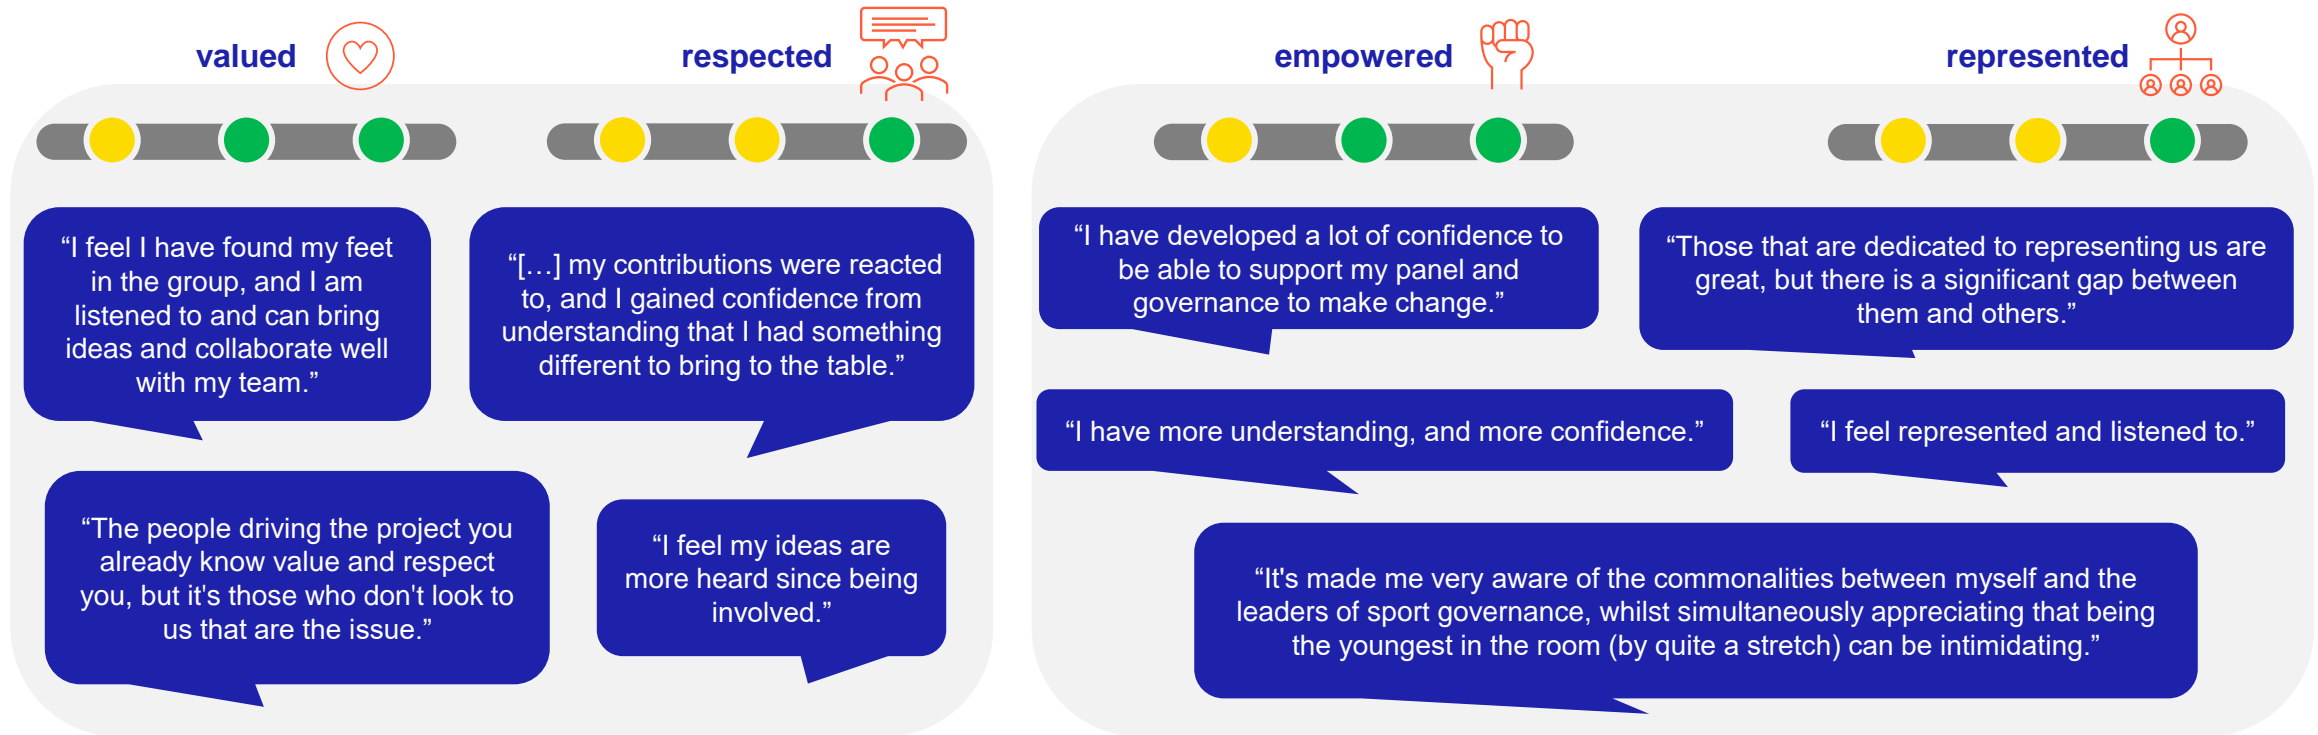 valued
respected
empowered
represented
“I feel I have found my feet
in the group, and I am
listened to and can bring
ideas and collaborate well
with my team.”
“[…] my contributions were reacted
to, and I gained confidence from
understanding that I had something
different to bring to the table.”
“The people driving the project you
already know value and respect
you, but it's those who don't look to
us that are the issue.”
“I feel my ideas are
more heard since being
involved.”
“I have developed a lot of confidence to
be able to support my panel and
governance to make change.”
“Those that are dedicated to representing us are
great, but there is a significant gap between
them and others.”
“I have more understanding, and more confidence.”
“I feel represented and listened to.”
“It's made me very aware of the commonalities between myself and the
leaders of sport governance, whilst simultaneously appreciating that being
the youngest in the room (by quite a stretch) can be intimidating.”